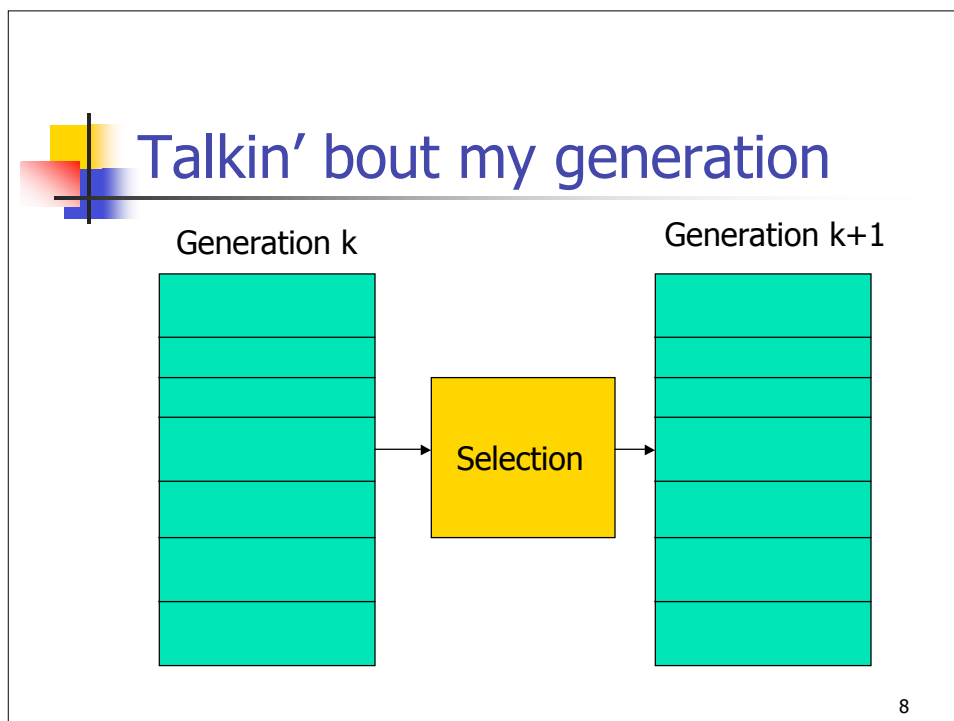 Talkin’ bout my generation
Generation k
Generation k+1
Selection
8